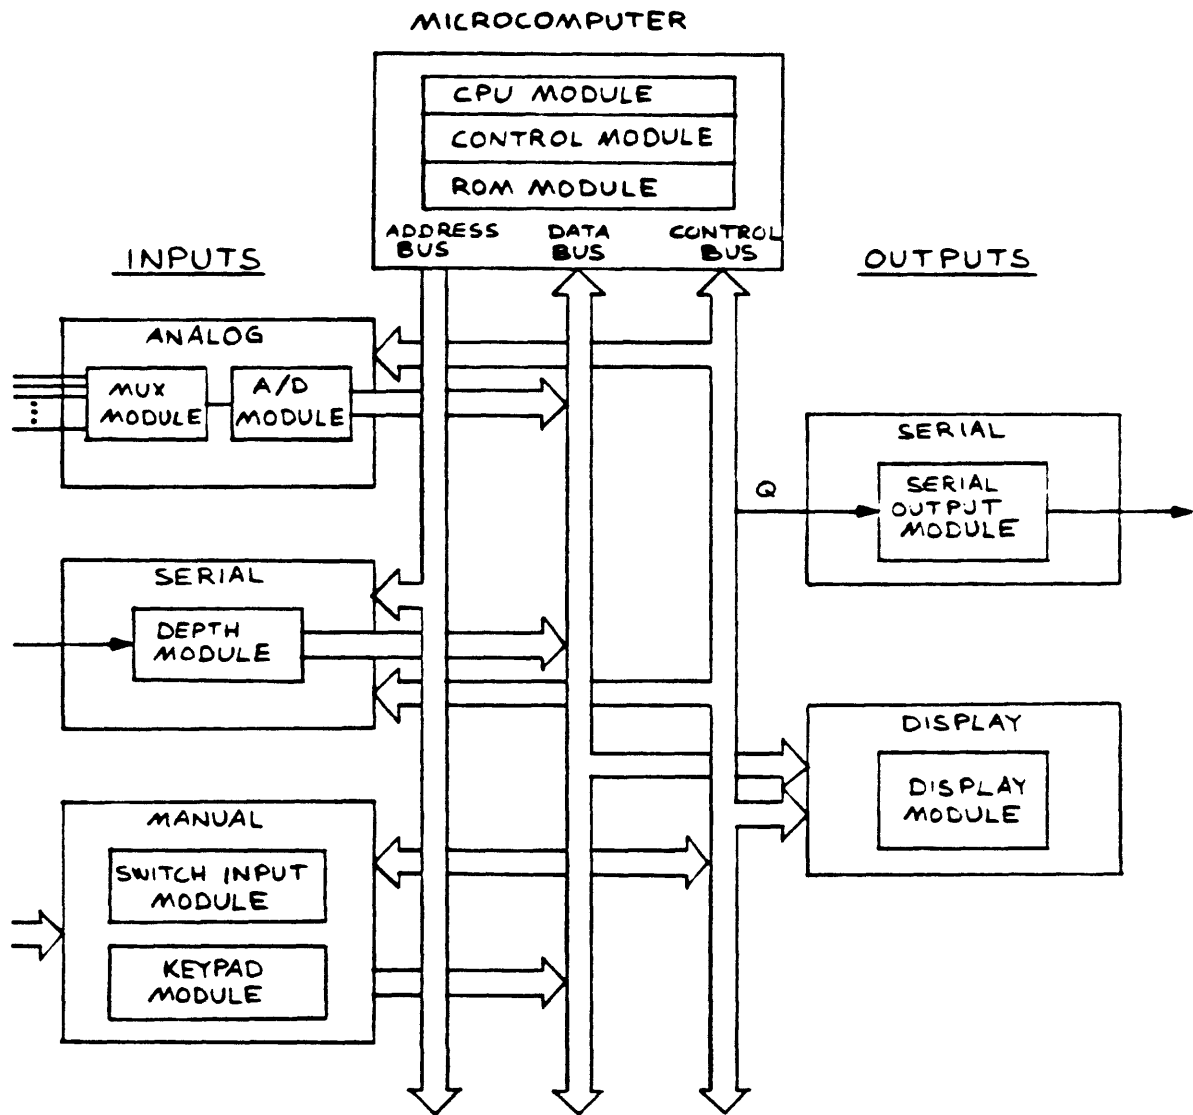 MICROCOMPUTER
CPU MODULE
CONTROL MODULE
ROM MODULE
ADDRESS
BUS
DATA
BUS
CONTROL
BUS
INPUTS
OUTPUTS
ANALOG
MUX
MODULE
A/D
MODULE
SERIAL
SERIAL
OUTPUT
MODULE
Q
SERIAL
DEPTH
MODULE
DISPLAY
DISPLAY
MODULE
MANUAL
SWITCH INPUT
MODULE
KEYPAD
MODULE